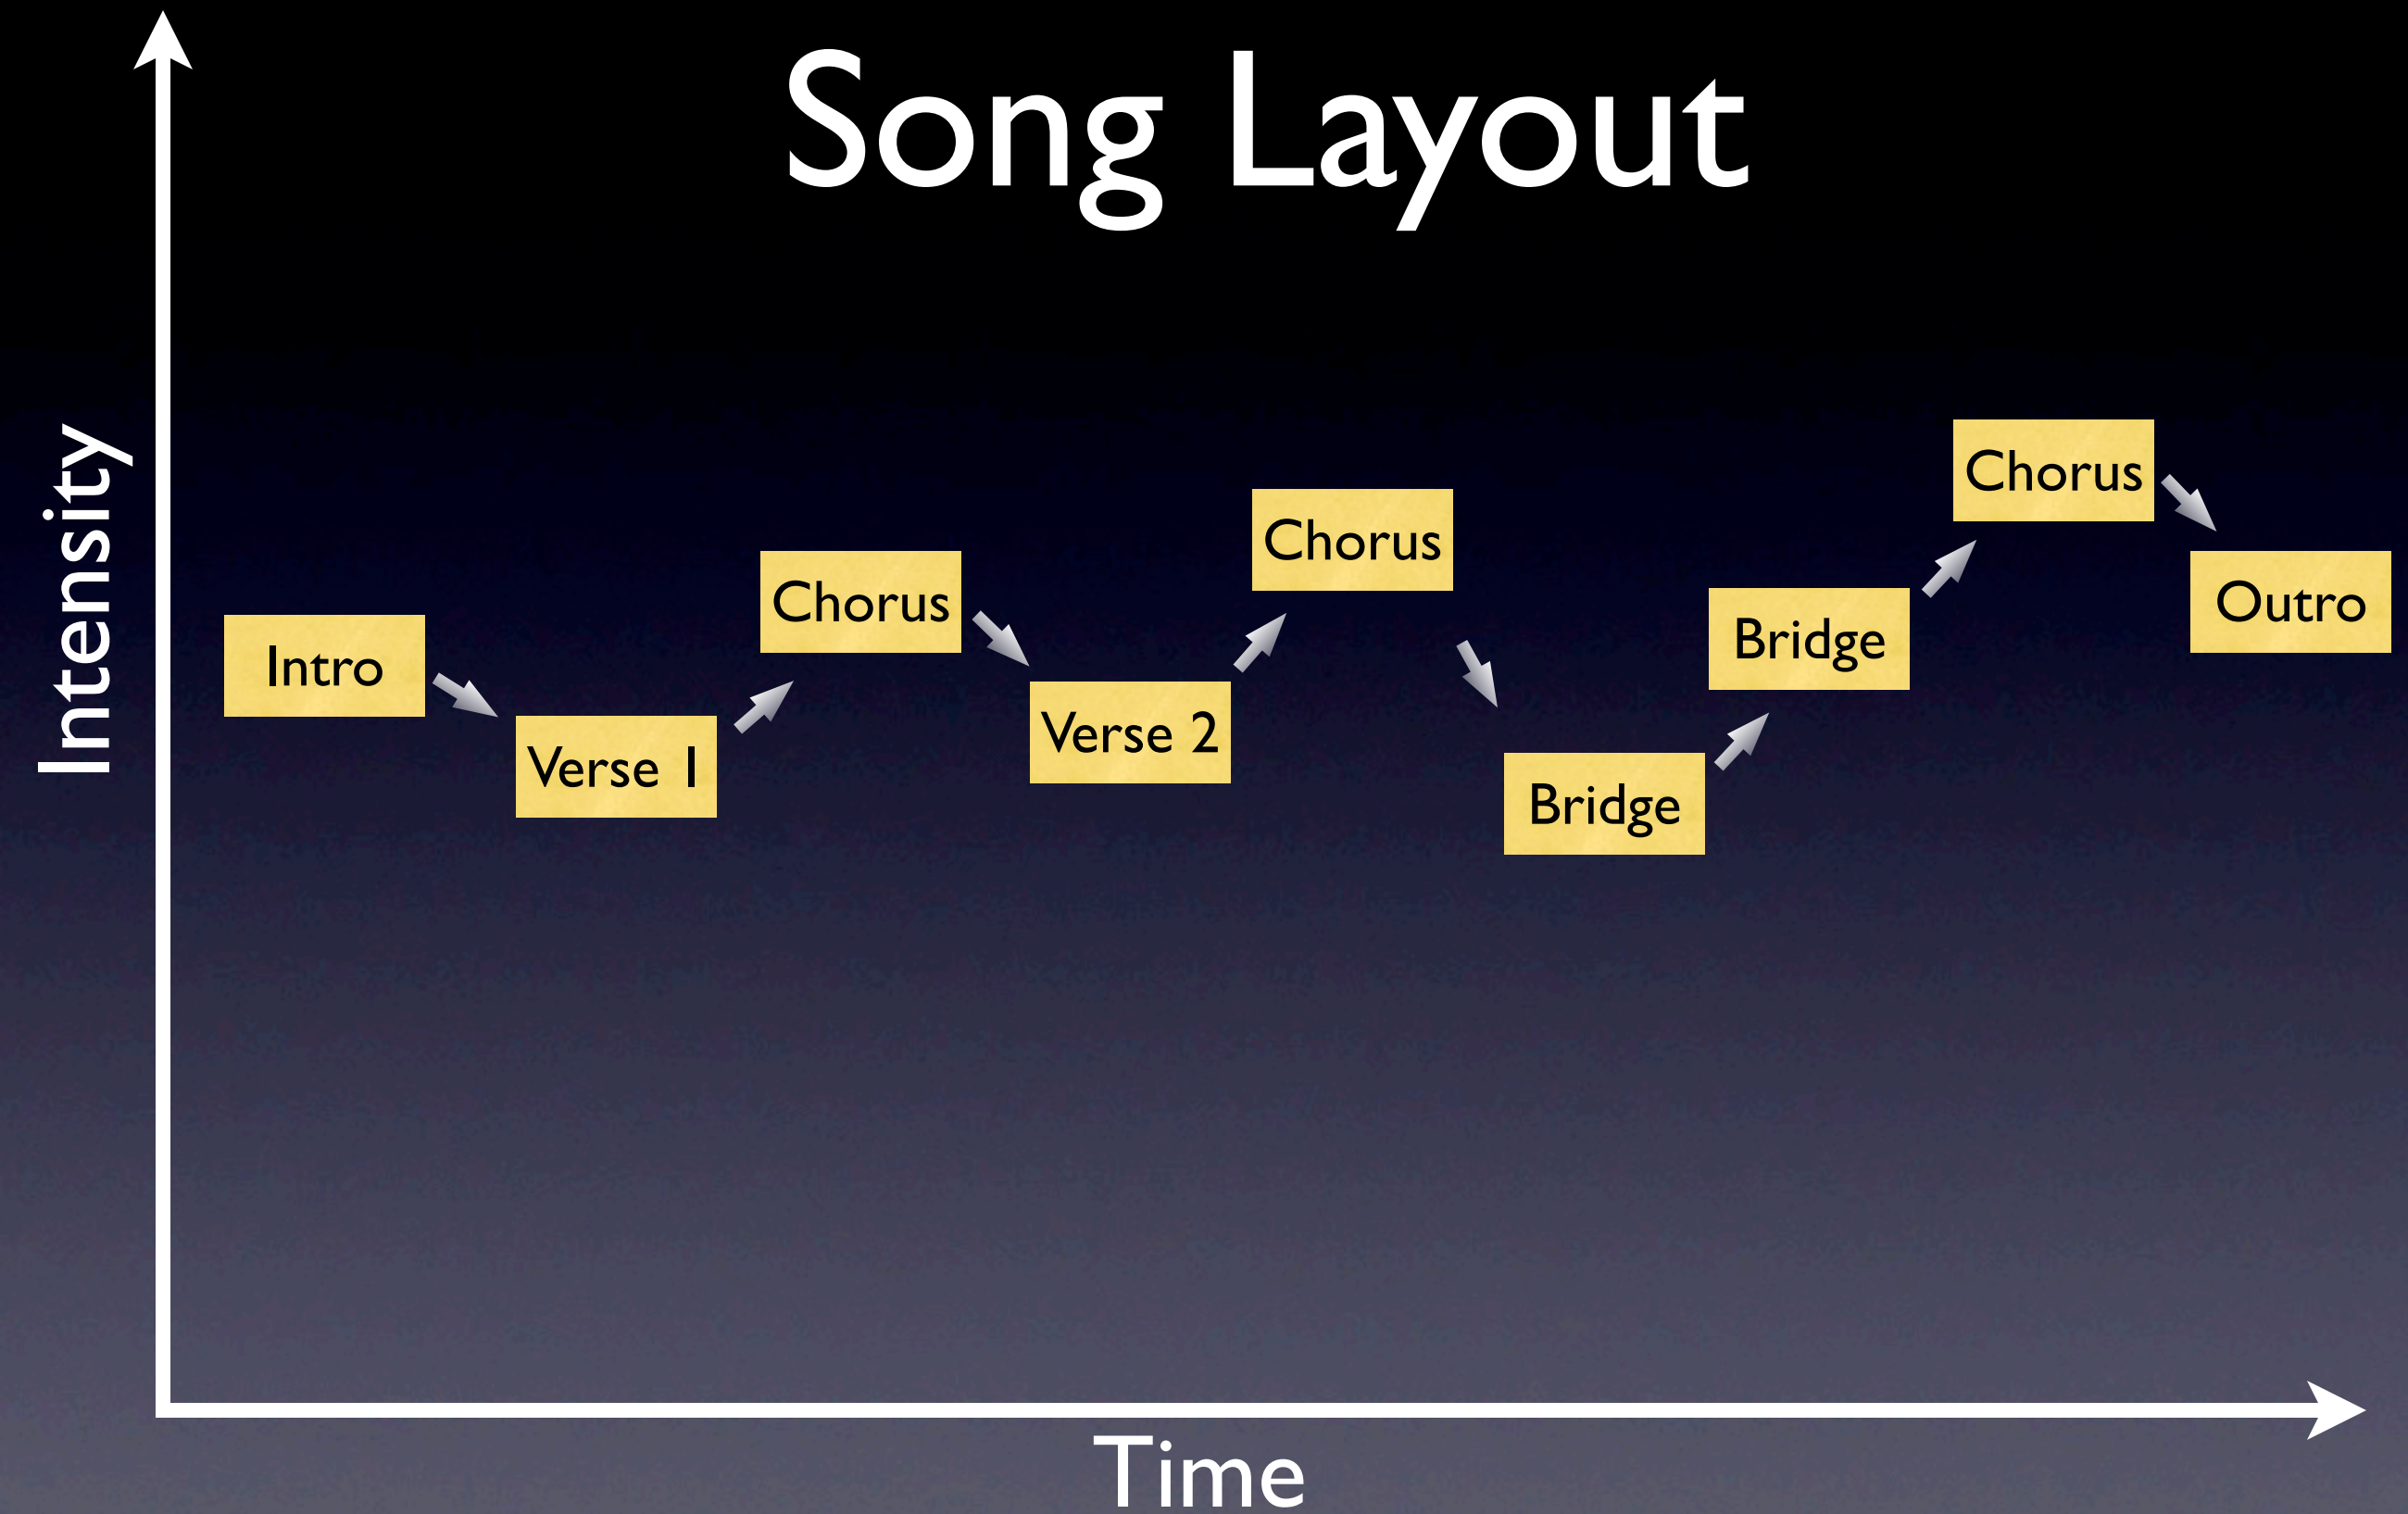 Song Layout
Intensity
Intro
Verse 1
Chorus
Verse 2
Chorus
Bridge
Bridge
Chorus
Outro
Time